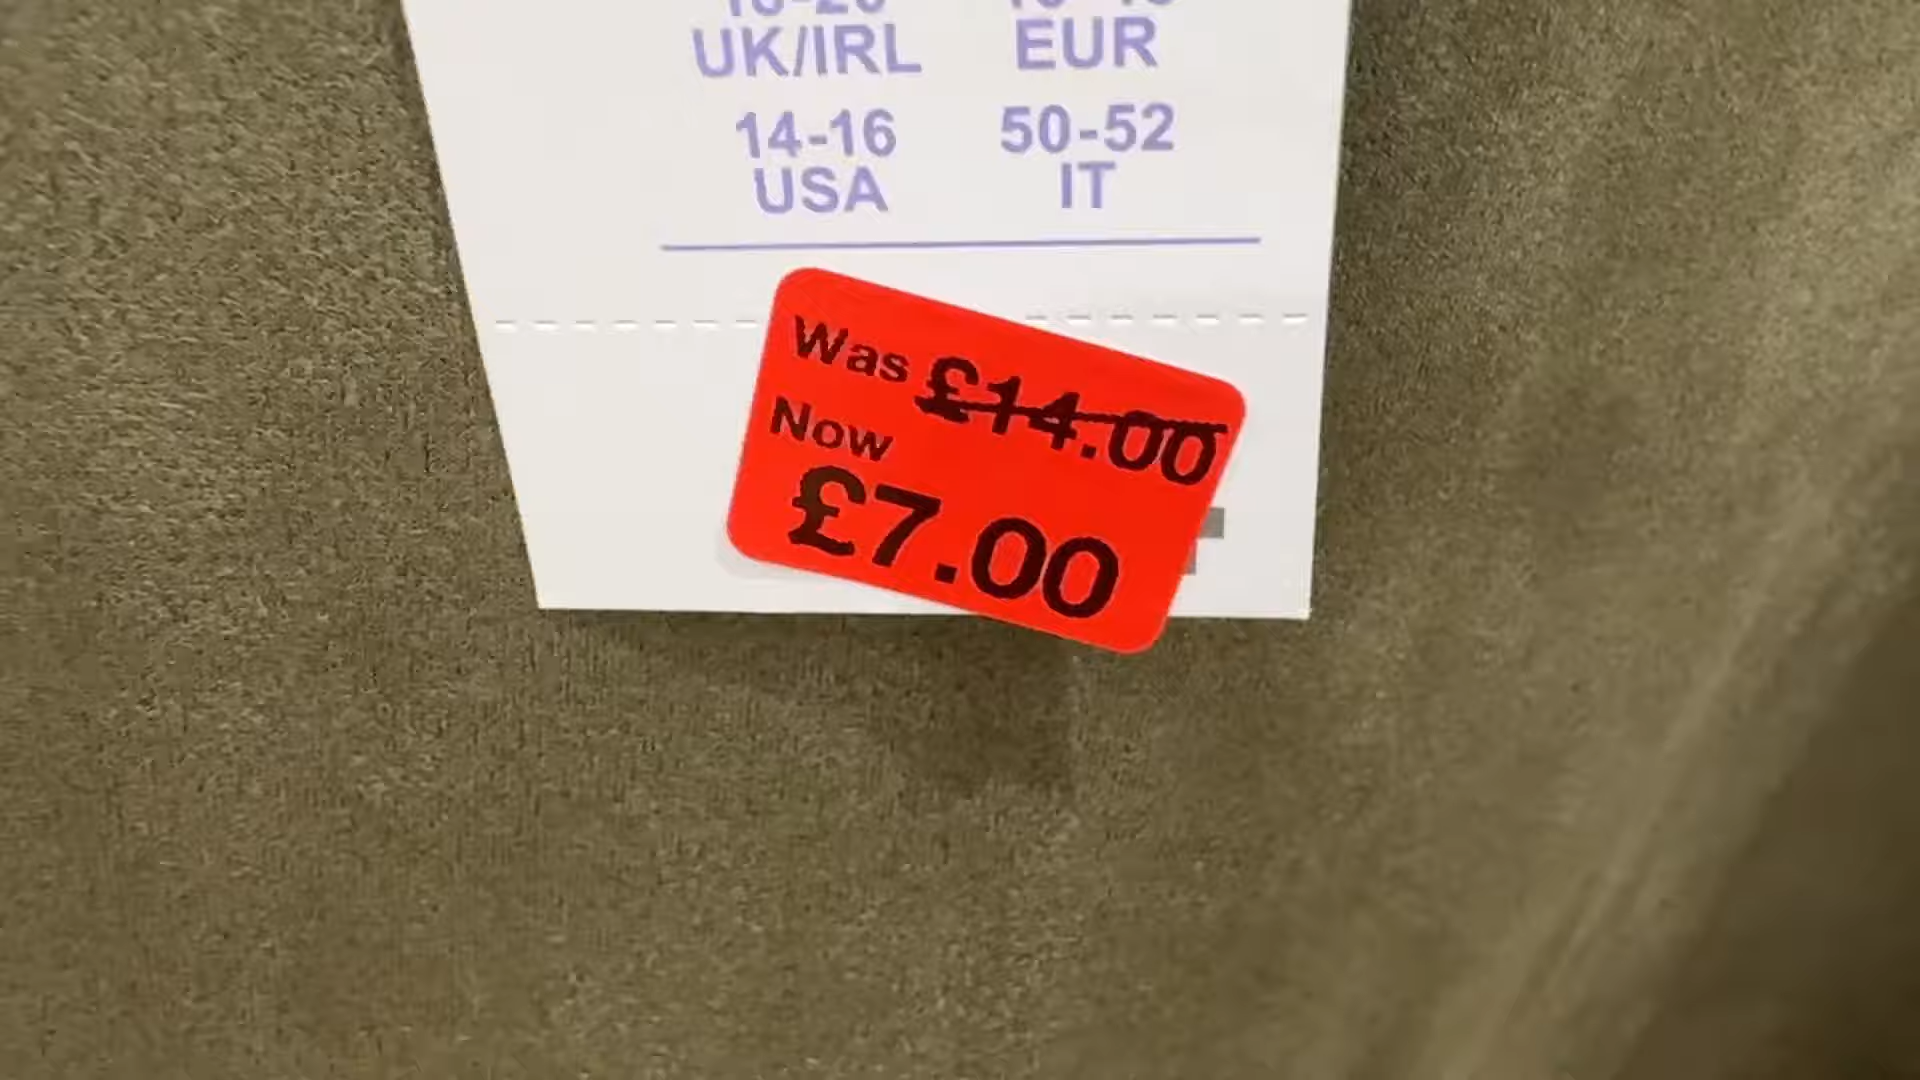 UK/IRL EUR
14-16 50-52
USA IT
Was £14.00
Now
£7.00